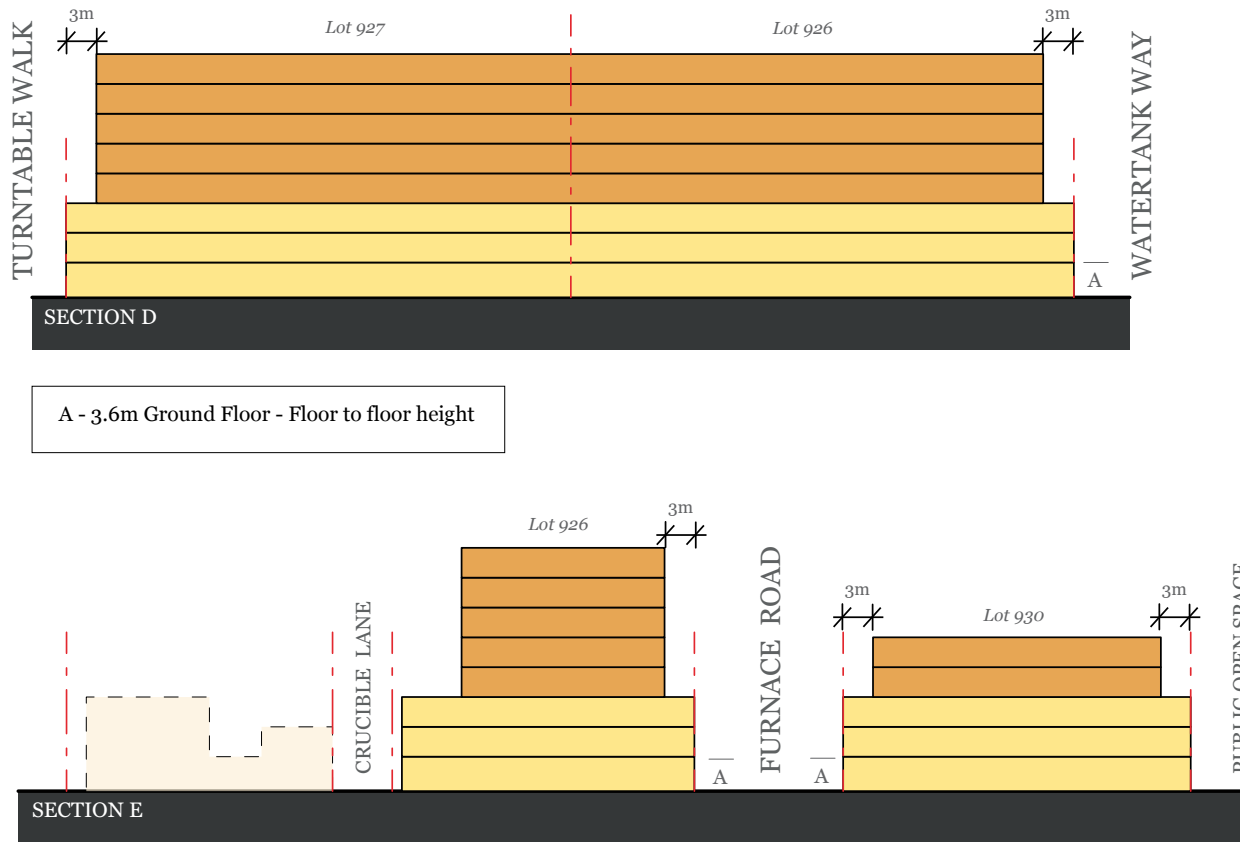 3m
Lot 927
Lot 926
3m
TURNTABLE WALK
WATERTANK WAY
A
SECTION D
A - 3.6m Ground Floor - Floor to floor height
Lot 926
3m
CRUCIBLE LANE
FURNACE ROAD
3m
Lot 930
3m
PUBLIC OPEN SPACE
A
A
SECTION E